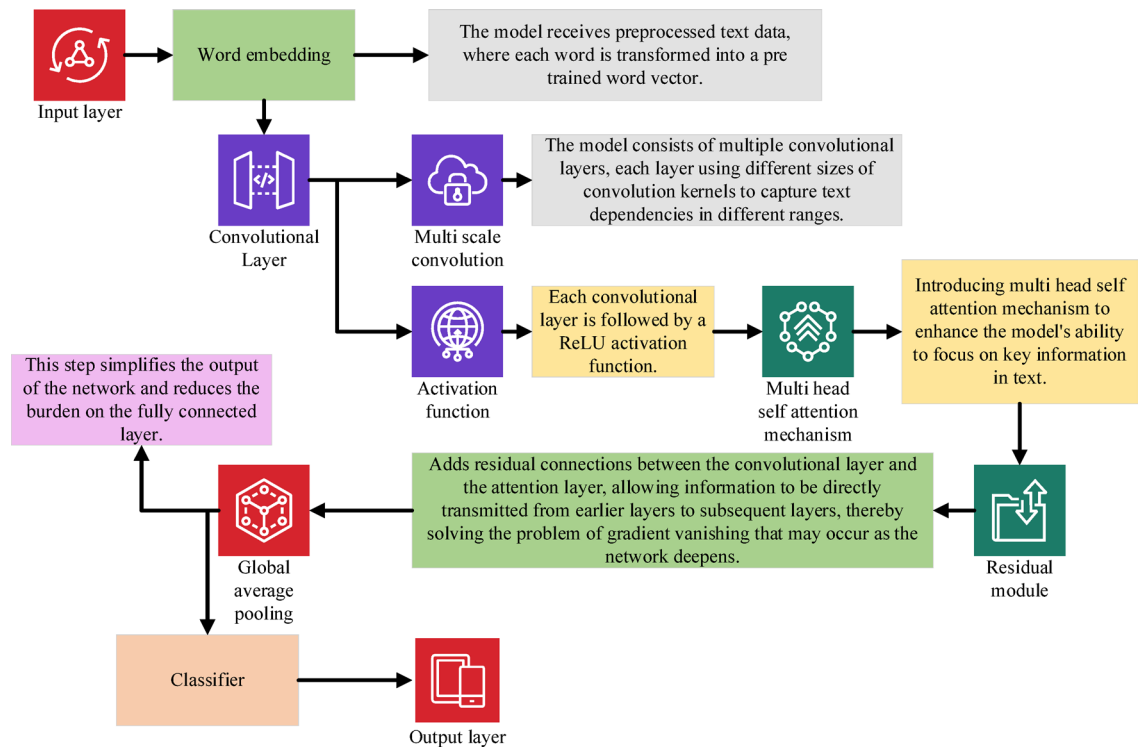 Input layer
Word embedding
The model receives preprocessed text data,
where each word is transformed into a pre
trained word vector.
Convolutional
Layer
Multi scale
convolution
The model consists of multiple convolutional
layers, each layer using different sizes of
convolution kernels to capture text
dependencies in different ranges.
Activation
function
Each convolutional
layer is followed by a
ReLU activation
function.
Multi head
self attention
mechanism
Introducing multi head self
attention mechanism to
enhance the model's ability
to focus on key information
in text.
This step simplifies the output
of the network and reduces the
burden on the fully connected
layer.
Global
average
pooling
Adds residual connections between the convolutional layer and
the attention layer, allowing information to be directly
transmitted from earlier layers to subsequent layers, thereby
solving the problem of gradient vanishing that may occur as the
network deepens.
Residual
module
Classifier
Output layer